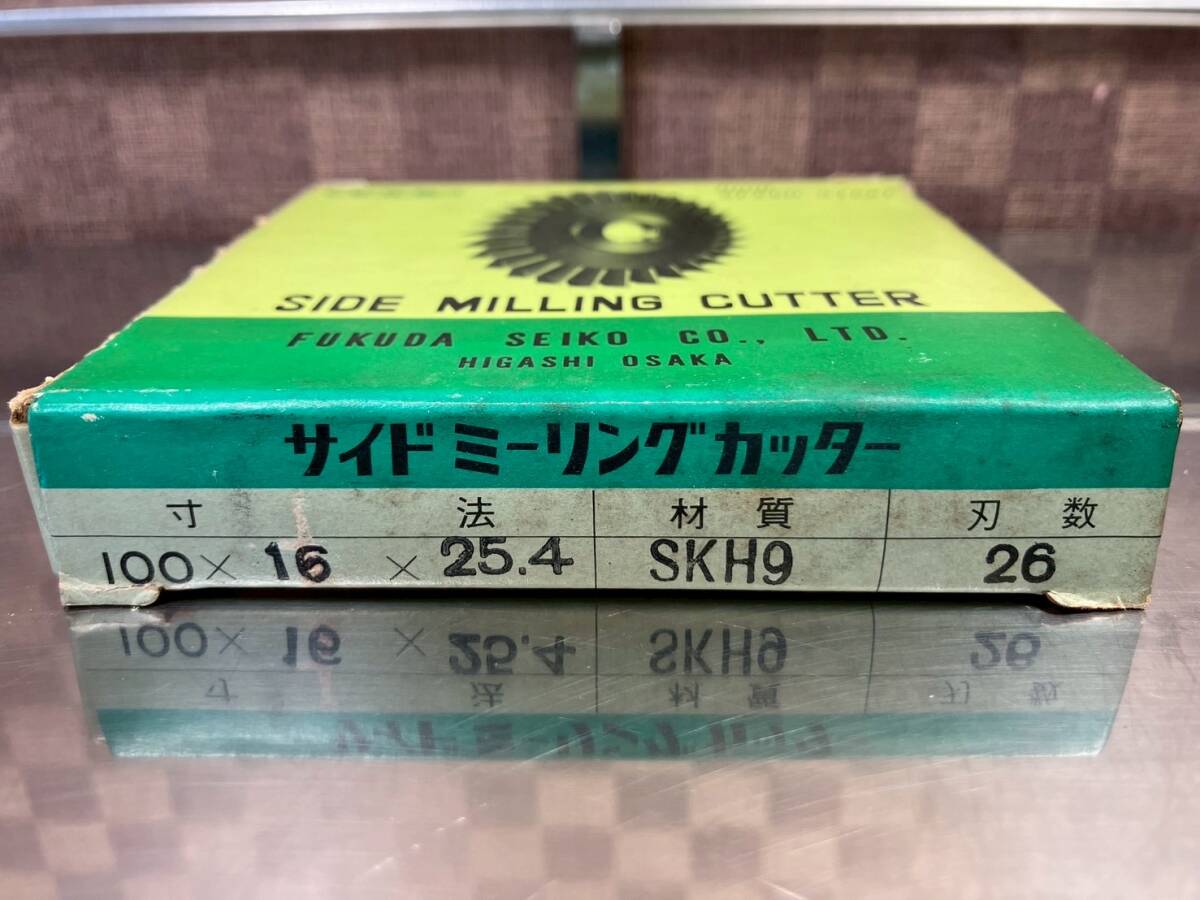 SIDE MILLING CUTTER
FUKUDA SEIKO CO., LTD.
HIGASHI OSAKA
サイドミーリングカッター
寸 法 材 質 刃 数
100× 16 × 25.4 SKH9 26